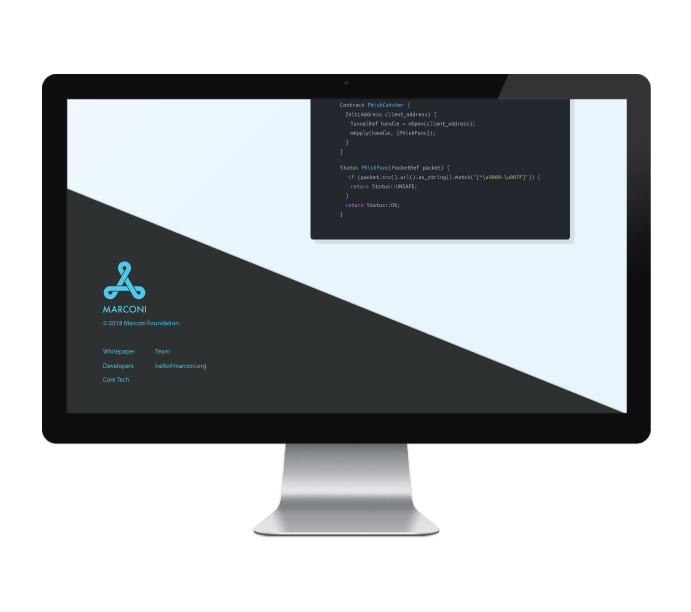 Contract PhishCatcher {
Init(Address client_address) {
TunnelRef handle = mOpen(client_address);
mApply(handle, [PhishFunc]);
}
}
Status PhishFunc(PacketRef packet) {
if (packet.src().url().as_string().match('[^\u0000-\u007F]')) {
return Status::UNSAFE;
}
return Status::OK;
}
MARCONI
© 2018 Marconi Foundation
Whitepaper Team
Developers hello@marconi.org
Core Tech